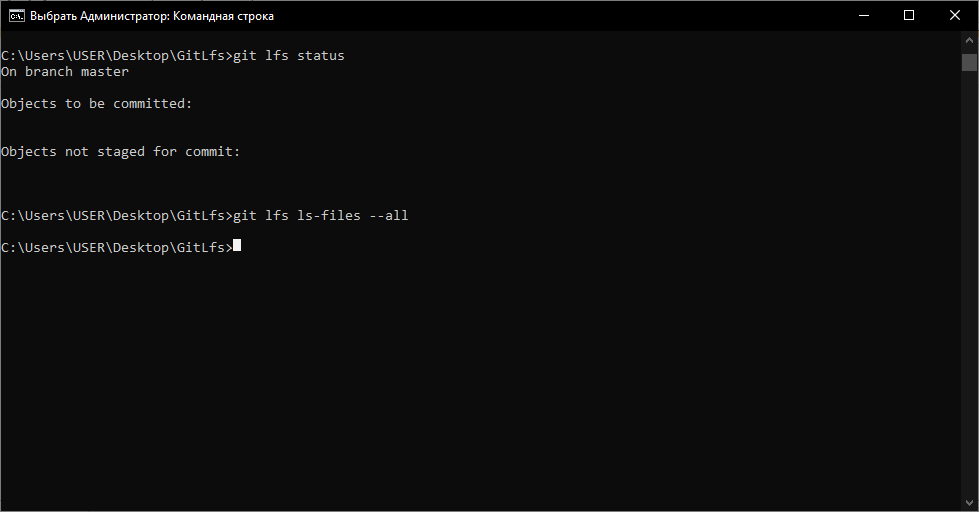 Выбрать Администратор: Командная строка
C:\Users\USER\Desktop\GitLfs>git lfs status
On branch master
Objects to be committed:
Objects not staged for commit:
C:\Users\USER\Desktop\GitLfs>git lfs ls-files --all
C:\Users\USER\Desktop\GitLfs>